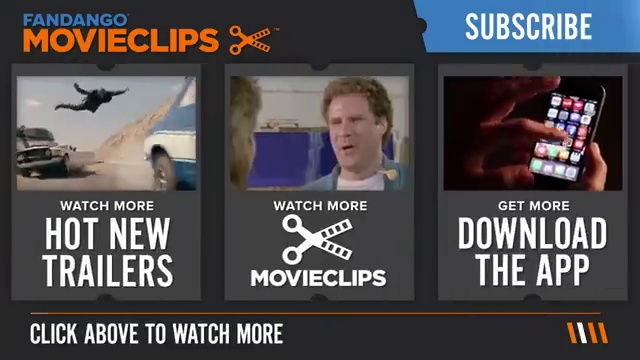 FANDANGO
MOVIECLIPS
SUBSCRIBE
WATCH MORE
HOT NEW
TRAILERS
WATCH MORE
MOVIECLIPS
GET MORE
DOWNLOAD
THE APP
CLICK ABOVE TO WATCH MORE